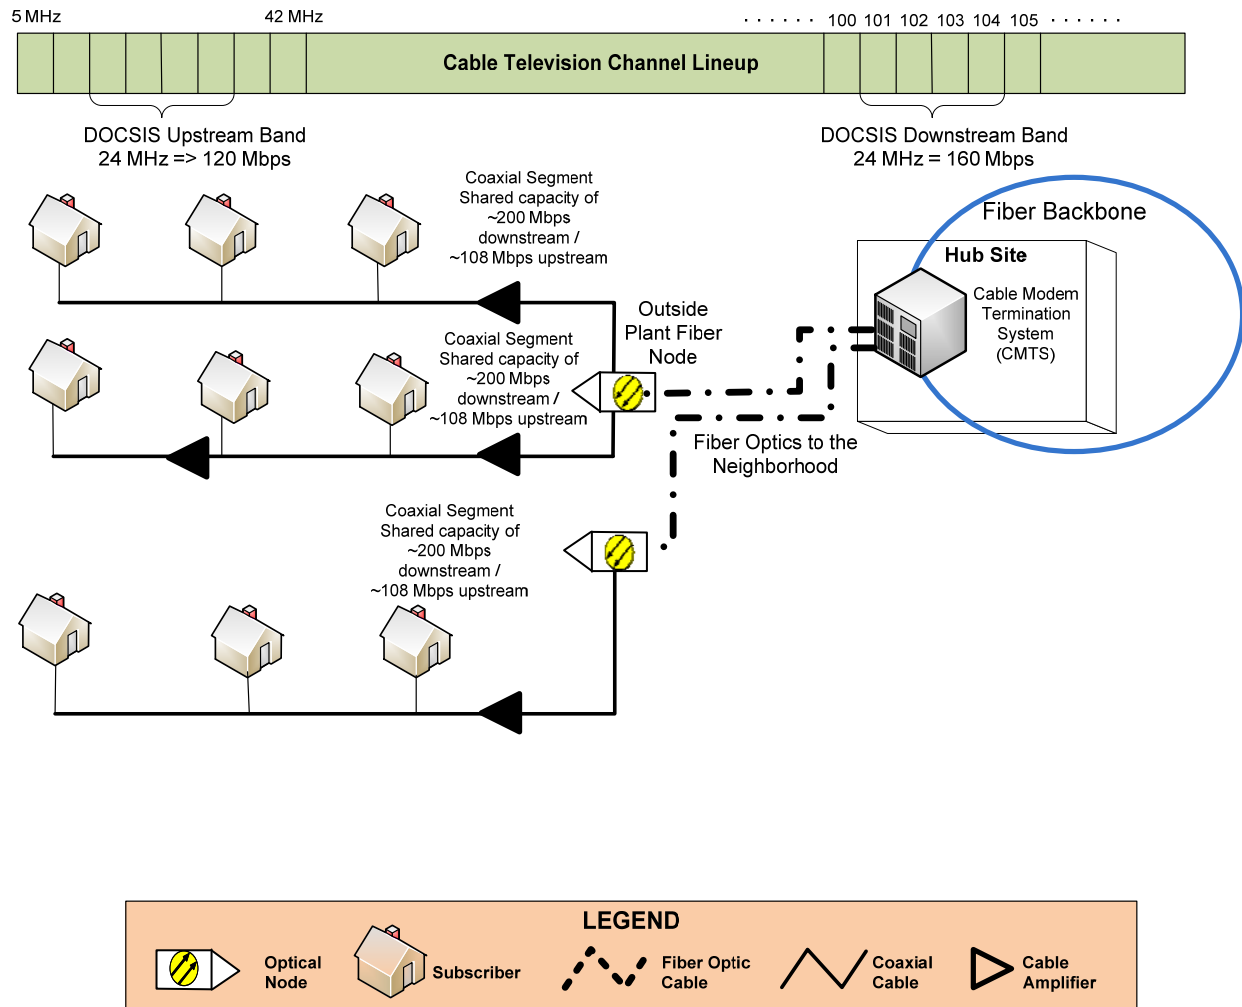 5 MHz
42 MHz
. . . . . . 100 101 102 103 104 105 . . . . . .
Cable Television Channel Lineup
DOCSIS Upstream Band
24 MHz => 120 Mbps
DOCSIS Downstream Band
24 MHz = 160 Mbps
Coaxial Segment
Shared capacity of
~200 Mbps
downstream /
~108 Mbps upstream
Fiber Backbone
Hub Site
Cable Modem
Termination
System
(CMTS)
Outside
Plant Fiber
Node
Coaxial Segment
Shared capacity of
~200 Mbps
downstream /
~108 Mbps upstream
Fiber Optics to the
Neighborhood
Coaxial Segment
Shared capacity of
~200 Mbps
downstream /
~108 Mbps upstream
LEGEND
Optical
Node
Subscriber
Fiber Optic
Cable
Coaxial
Cable
Cable
Amplifier